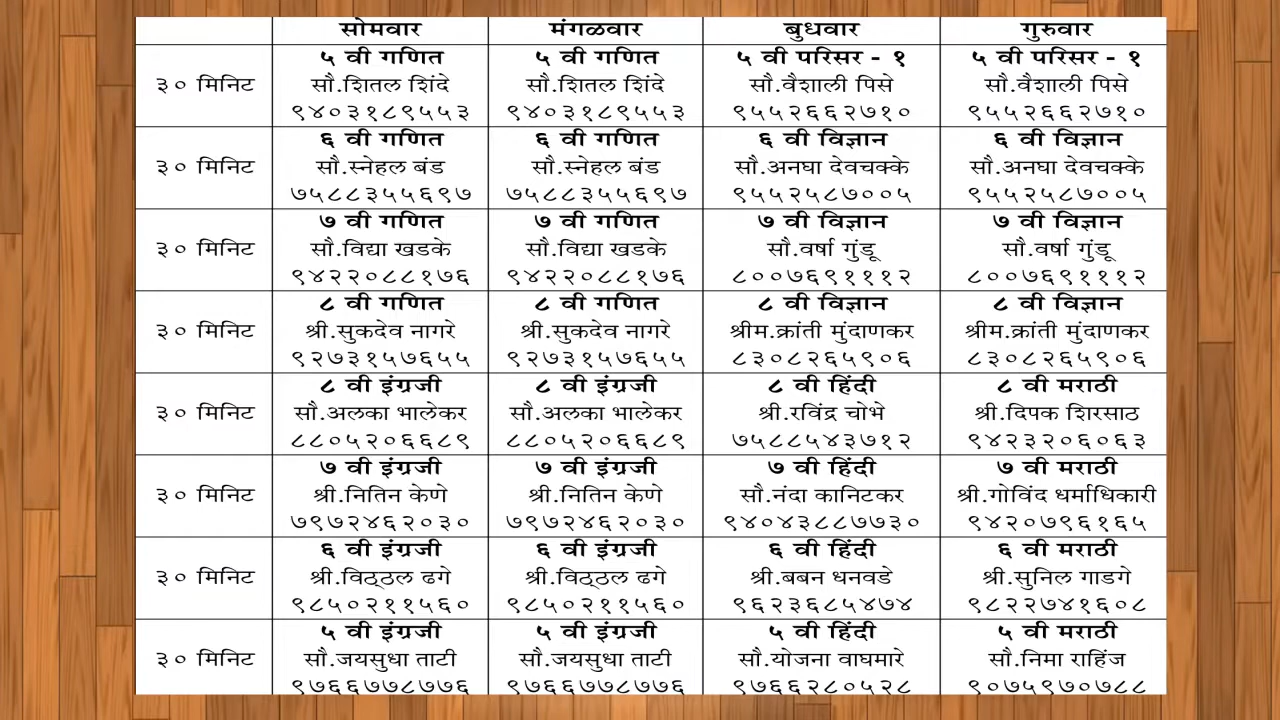 सोमवार मंगळवार बुधवार गुरुवार
५ वी गणित ५ वी गणित ५ वी परिसर - १ ५ वी परिसर - १
३० मिनिट सौ.शितल शिंदे सौ.शितल शिंदे सौ.वैशाली पिसे सौ.वैशाली पिसे
९४०३१८९५५३ ९४०३१८९५५३ ९५५२६६२७१० ९५५२६६२७१०
६ वी गणित ६ वी गणित ६ वी विज्ञान ६ वी विज्ञान
३० मिनिट सौ.स्नेहल बंड सौ.स्नेहल बंड सौ.अनघा देवचक्के सौ.अनघा देवचक्के
७५८८३५५६९७ ७५८८३५५६९७ ९५५२५८७००५ ९५५२५८७००५
७ वी गणित ७ वी गणित ७ वी विज्ञान ७ वी विज्ञान
३० मिनिट सौ.विद्या खडके सौ.विद्या खडके सौ.वर्षा गुंडू सौ.वर्षा गुंडू
९४२२०८८१७६ ९४२२०८८१७६ ८००७६९१११२ ८००७६९१११२
८ वी गणित ८ वी गणित ८ वी विज्ञान ८ वी विज्ञान
३० मिनिट श्री.सुकदेव नागरे श्री.सुकदेव नागरे श्रीम.क्रांती मुंदाणकर श्रीम.क्रांती मुंदाणकर
९२७३१५७६५५ ९२७३१५७६५५ ८३०८२६५९०६ ८३०८२६५९०६
८ वी इंग्रजी ८ वी इंग्रजी ८ वी हिंदी ८ वी मराठी
३० मिनिट सौ.अलका भालेकर सौ.अलका भालेकर श्री.रविंद्र चोभे श्री.दिपक शिरसाठ
८८०५२०६६८९ ८८०५२०६६८९ ७५८८५४३७१२ ९४२३२०६०६३
७ वी इंग्रजी ७ वी इंग्रजी ७ वी हिंदी ७ वी मराठी
३० मिनिट श्री.नितिन केणे श्री.नितिन केणे सौ.नंदा कानिटकर श्री.गोविंद धर्माधिकारी
७९७२४६२०३० ७९७२४६२०३० ९४०४३८८७७३० ९४२०७९६१६५
६ वी इंग्रजी ६ वी इंग्रजी ६ वी हिंदी ६ वी मराठी
३० मिनिट श्री.विठ्ठल ढगे श्री.विठ्ठल ढगे श्री.बबन धनवडे श्री.सुनिल गाडगे
९८५०२११५६० ९८५०२११५६० ९६२३६८५४७४ ९८२२७४१६०८
५ वी इंग्रजी ५ वी इंग्रजी ५ वी हिंदी ५ वी मराठी
३० मिनिट सौ.जयसुधा ताटी सौ.जयसुधा ताटी सौ.योजना वाघमारे सौ.निमा राहिंज
९७६६७७८७७६ ९७६६७७८७७६ ९७६६२८०५२८ ९०७५९७०७८८